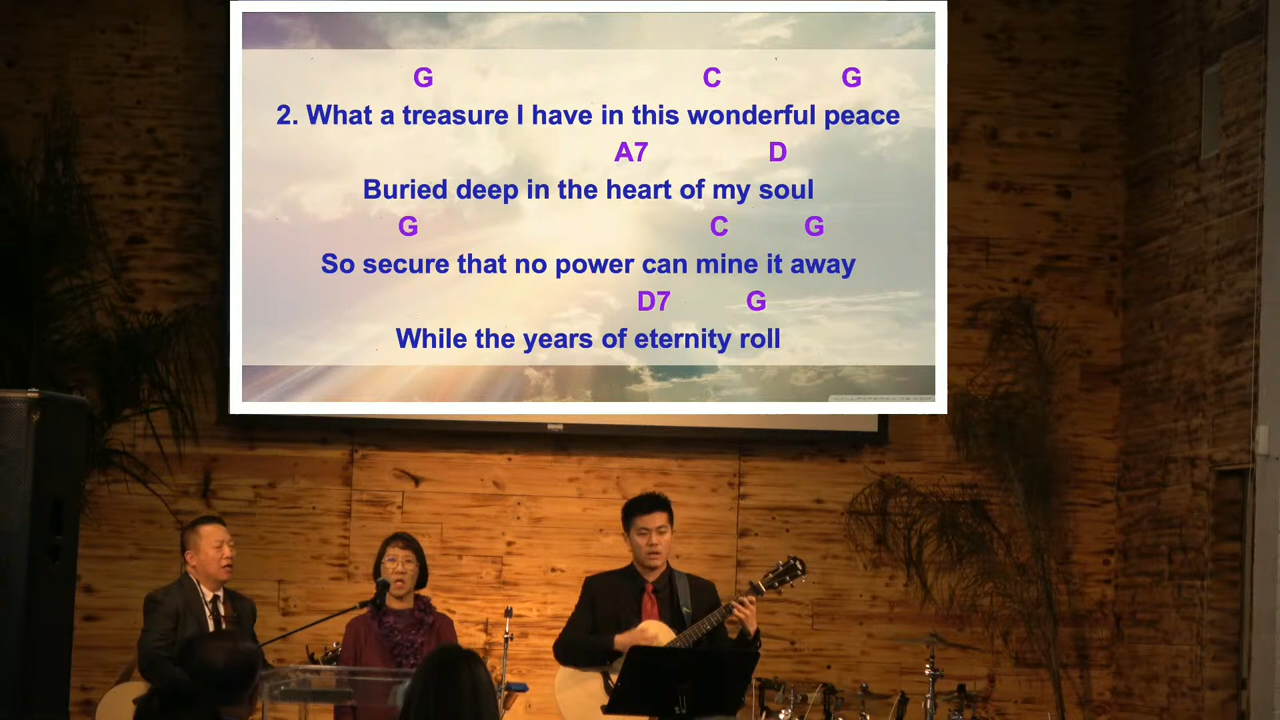 G C G
2. What a treasure I have in this wonderful peace
A7 D
Buried deep in the heart of my soul
G C G
So secure that no power can mine it away
D7 G
While the years of eternity roll